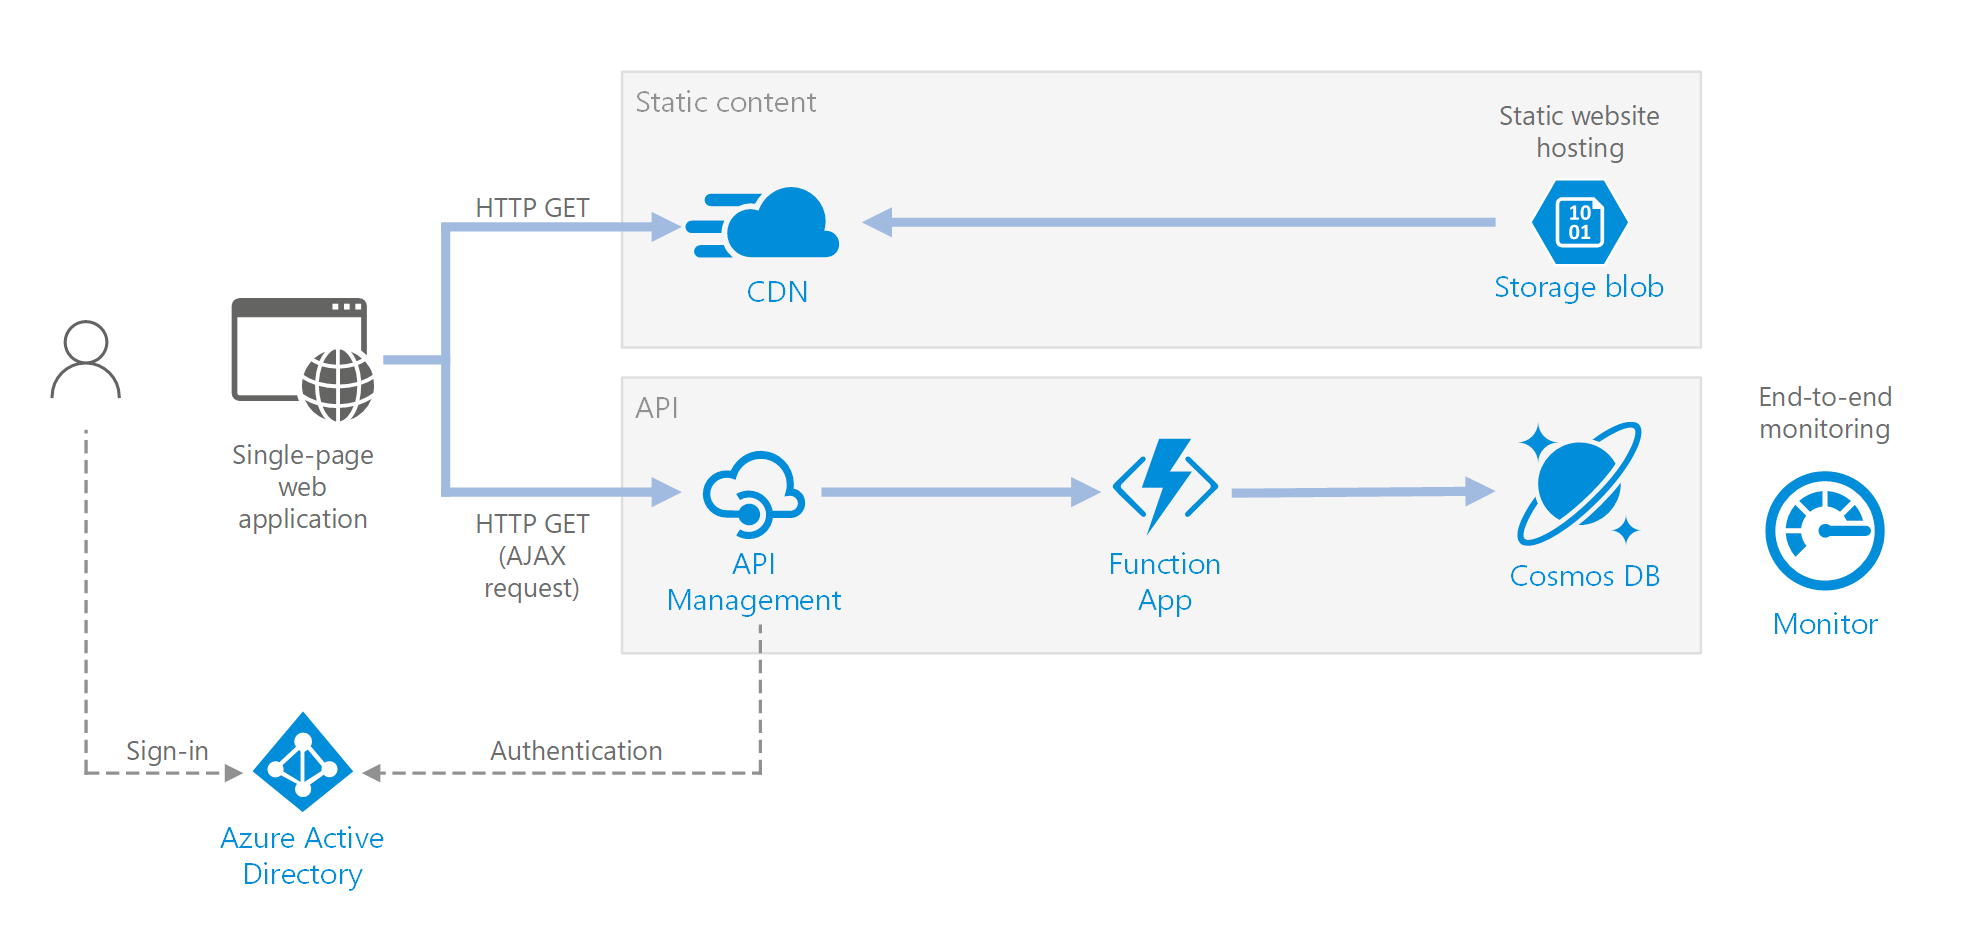 Static content
Static website
hosting
HTTP GET
10
01
CDN
Storage blob
API
End-to-end
monitoring
Single-page
web
application
HTTP GET
(AJAX
request)
API
Management
Function
App
Cosmos DB
Monitor
Sign-in
Authentication
Azure Active
Directory